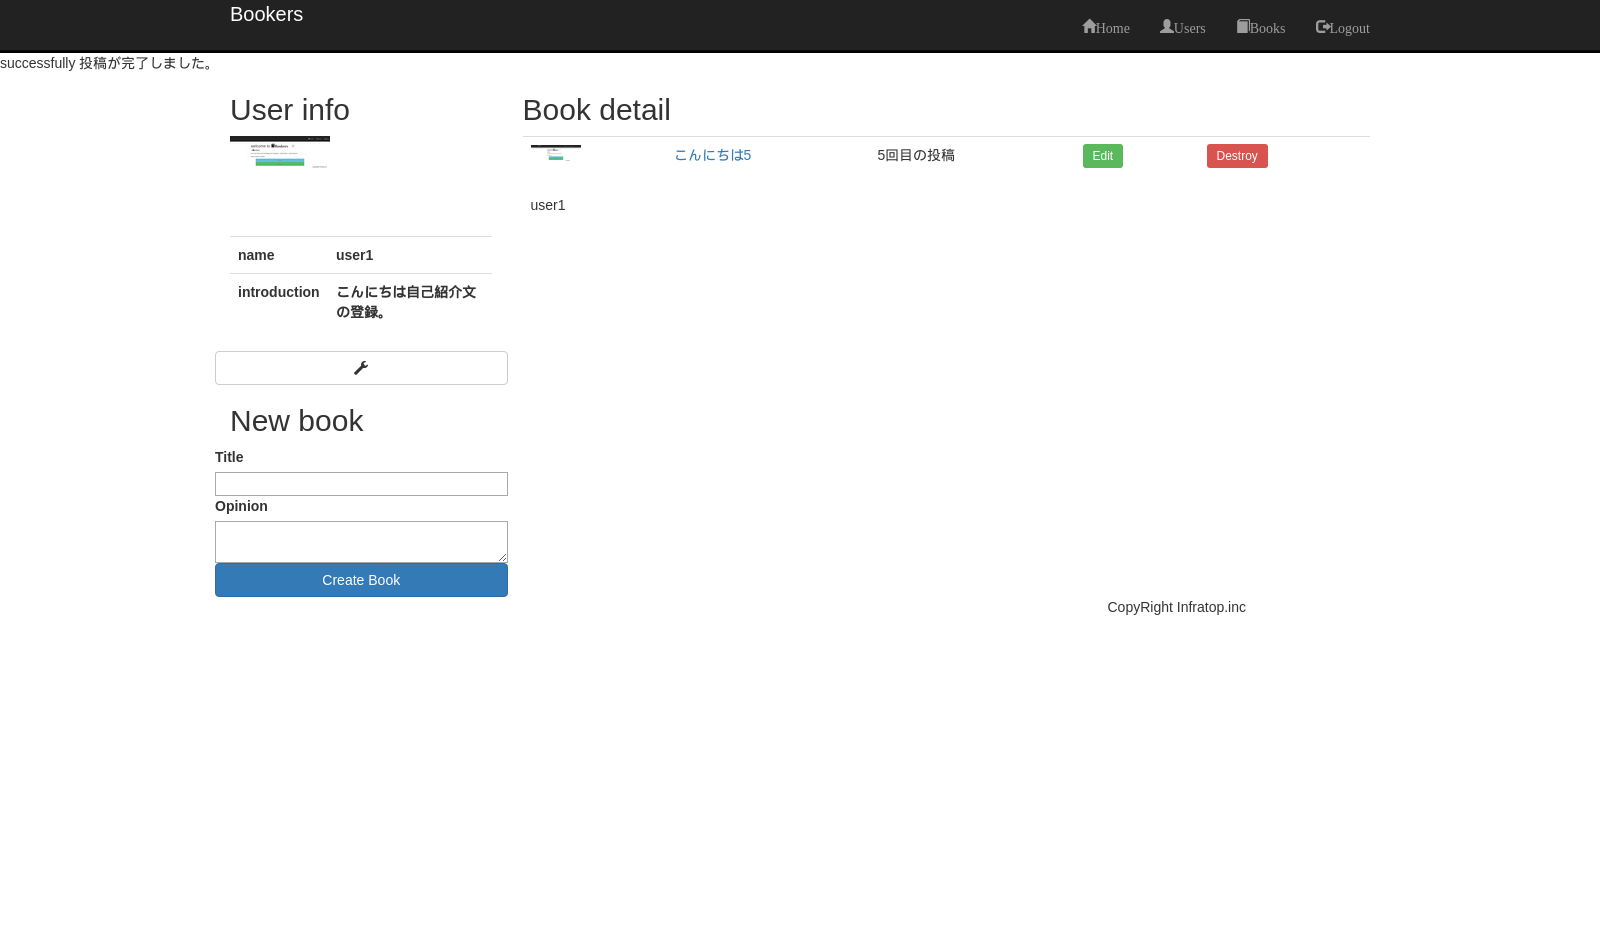 Bookers
Home Users Books Logout
successfully 投稿が完了しました。
User info
name user1
introduction こんにちは自己紹介文
の登録。
New book
Title
Opinion
Create Book
Book detail
こんにちは5 5回目の投稿 Edit Destroy
user1
CopyRight Infratop.inc